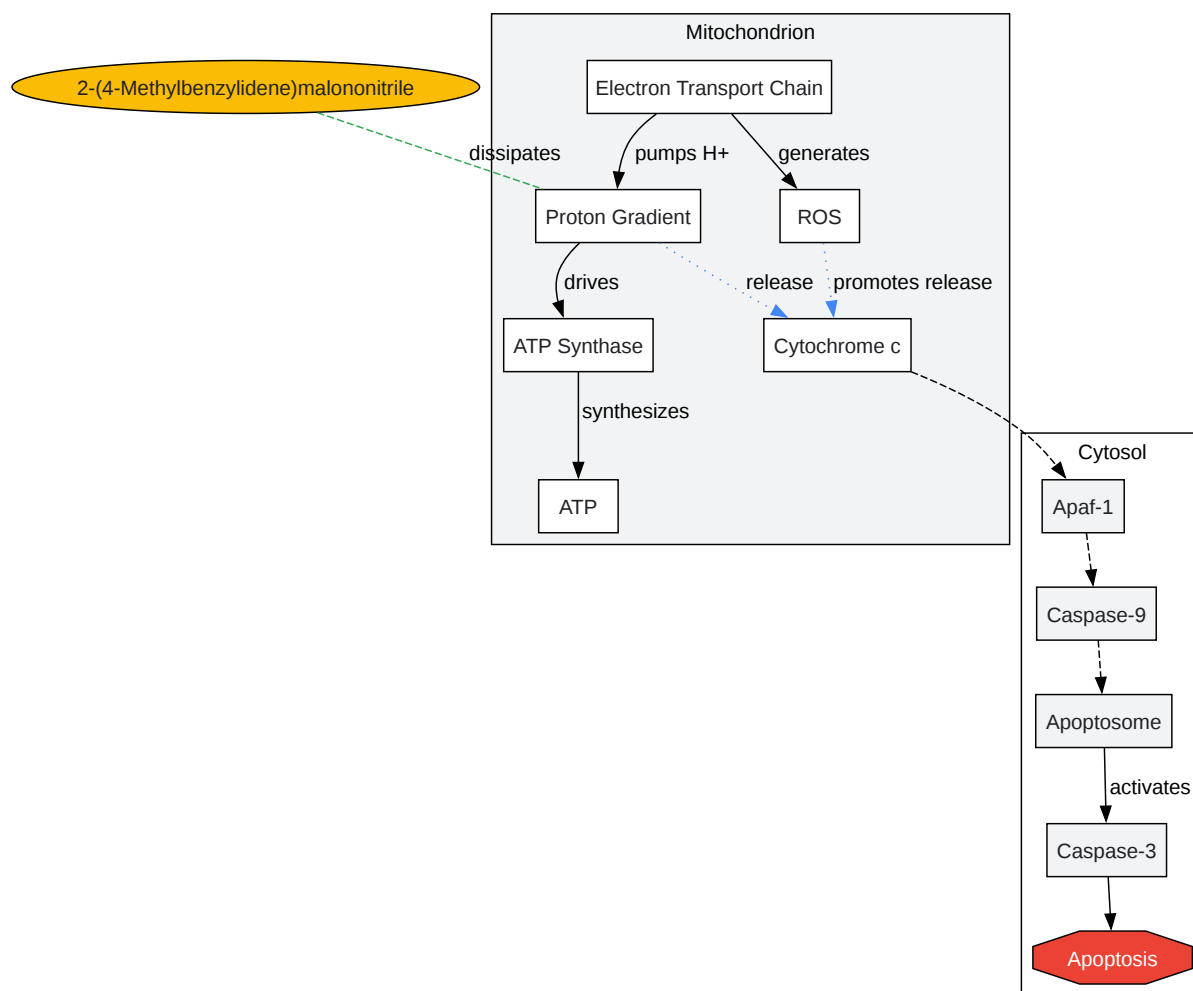 Mitochondrion
2-(4-Methylbenzylidene)malononitrile
Electron Transport Chain
dissipates
pumps H+
generates
Proton Gradient
ROS
drives
release
promotes release
ATP Synthase
Cytochrome c
synthesizes
Cytosol
ATP
Apaf-1
Caspase-9
Apoptosome
activates
Caspase-3
Apoptosis